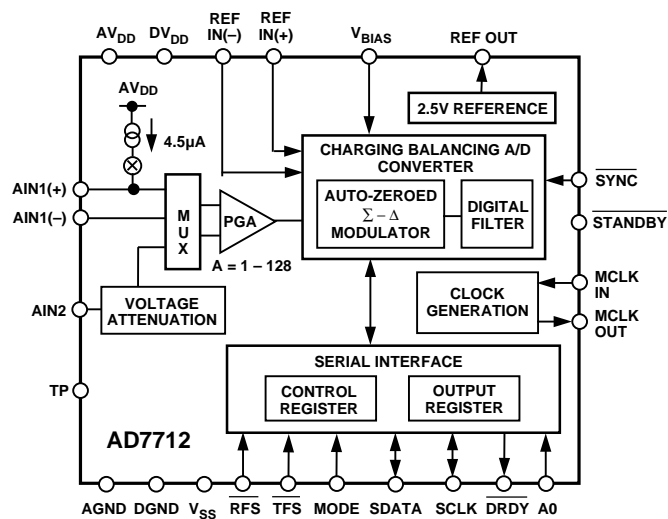 AVDD DVDD REF IN(–) REF IN(+) VBIAS REF OUT
AVDD
4.5µA
2.5V REFERENCE
CHARGING BALANCING A/D
CONVERTER
AUTO-ZEROED
Σ – Δ
MODULATOR
DIGITAL
FILTER
AIN1(+)
AIN1(–)
MUX
PGA
A = 1 – 128
SYNC
STANDBY
VOLTAGE
ATTENUATION
AIN2
CLOCK
GENERATION
MCLK
IN
MCLK
OUT
TP
SERIAL INTERFACE
CONTROL
REGISTER
OUTPUT
REGISTER
AD7712
AGND DGND VSS RFS TFS MODE SDATA SCLK DRDY A0